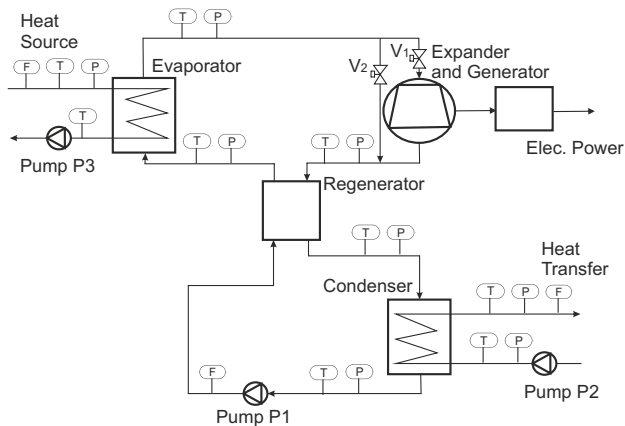 T P
Heat
Source
F T P
Evaporator
V1
Expander
and Generator
V2
T
Pump P3
T P
T P
Elec. Power
Regenerator
T P
Heat
Transfer
Condenser
T P F
T P
F
T P
Pump P2
Pump P1